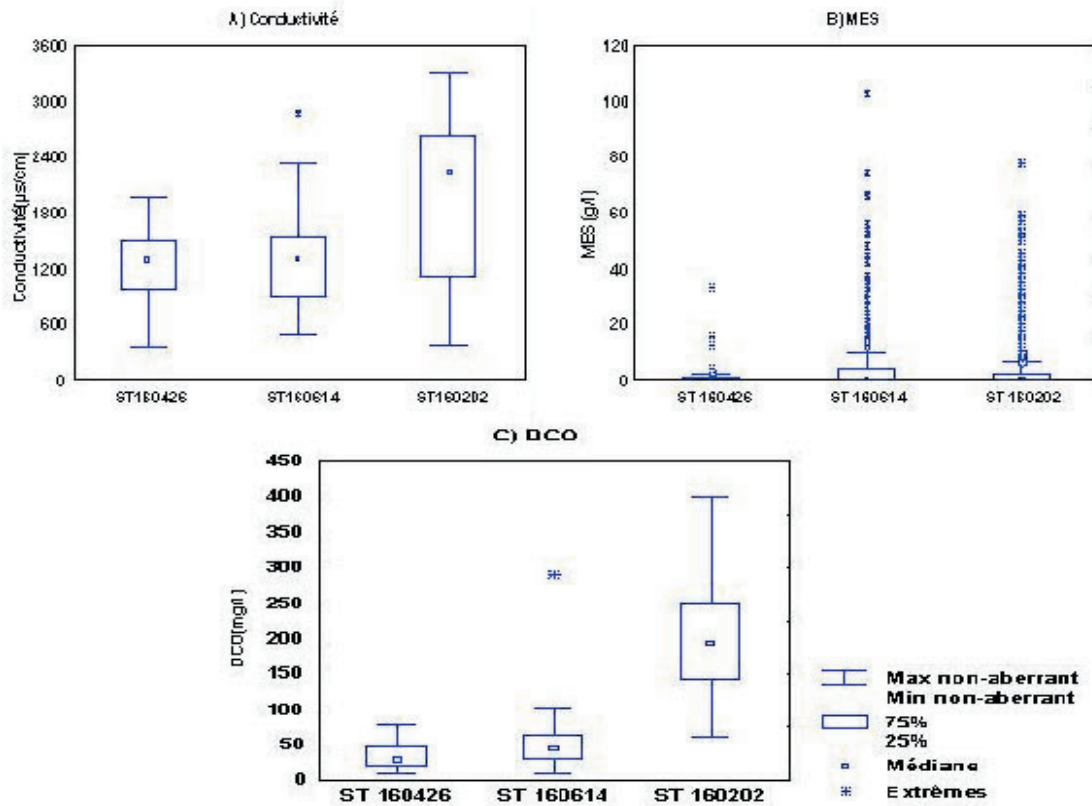 A) Conductivité
B) MES
3600
3000
2400
1800
1200
600
0
Conductivité[µs/cm]
ST160426
ST160614
ST160202
120
100
80
60
40
20
0
MES (g/l)
ST160426
ST160614
ST160202
C) DCO
450
400
350
300
250
200
150
100
50
0
DCO[mg/l]
ST 160426
ST 160614
ST 160202
Max non-aberrant
Min non-aberrant
75%
25%
Médiane
Extrêmes